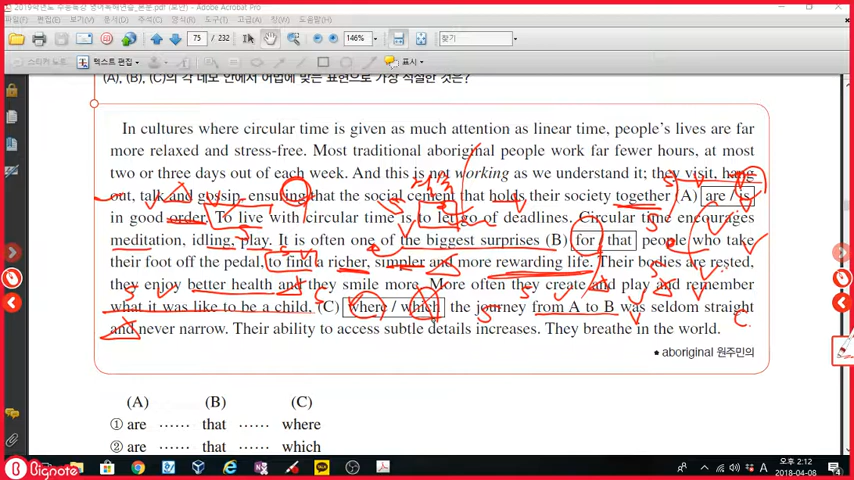 2019학년도 수능특강 영어독해연습_본문.pdf (보안) - Adobe Acrobat Pro
파일(F) 편집(E) 보기(V) 문서(D) 주석(C) 양식(R) 도구(T) 고급(A) 창(W) 도움말(H)
75 / 232 146% 찾기
스티커 노트 텍스트 편집 표시
(A), (B), (C)의 각 네모 안에서 어법에 맞는 표현으로 가장 적절한 것은?
In cultures where circular time is given as much attention as linear time, people's lives are far
more relaxed and stress-free. Most traditional aboriginal people work far fewer hours, at most
two or three days out of each week. And this is not working as we understand it; they visit, hang
out, talk and gossip, ensuring that the social cement that holds their society together (A) are / is
in good order. To live with circular time is to let go of deadlines. Circular time encourages
meditation, idling, play. It is often one of the biggest surprises (B) for / that people who take
their foot off the pedal, to find a richer, simpler and more rewarding life. Their bodies are rested,
they enjoy better health and they smile more. More often they create and play and remember
what it was like to be a child, (C) where / which the journey from A to B was seldom straight
and never narrow. Their ability to access subtle details increases. They breathe in the world.
★ aboriginal 원주민의
(A) (B) (C)
① are ······ that ······ where
② are ······ that ······ which
Bignote
A 오후 2:12
2018-04-08